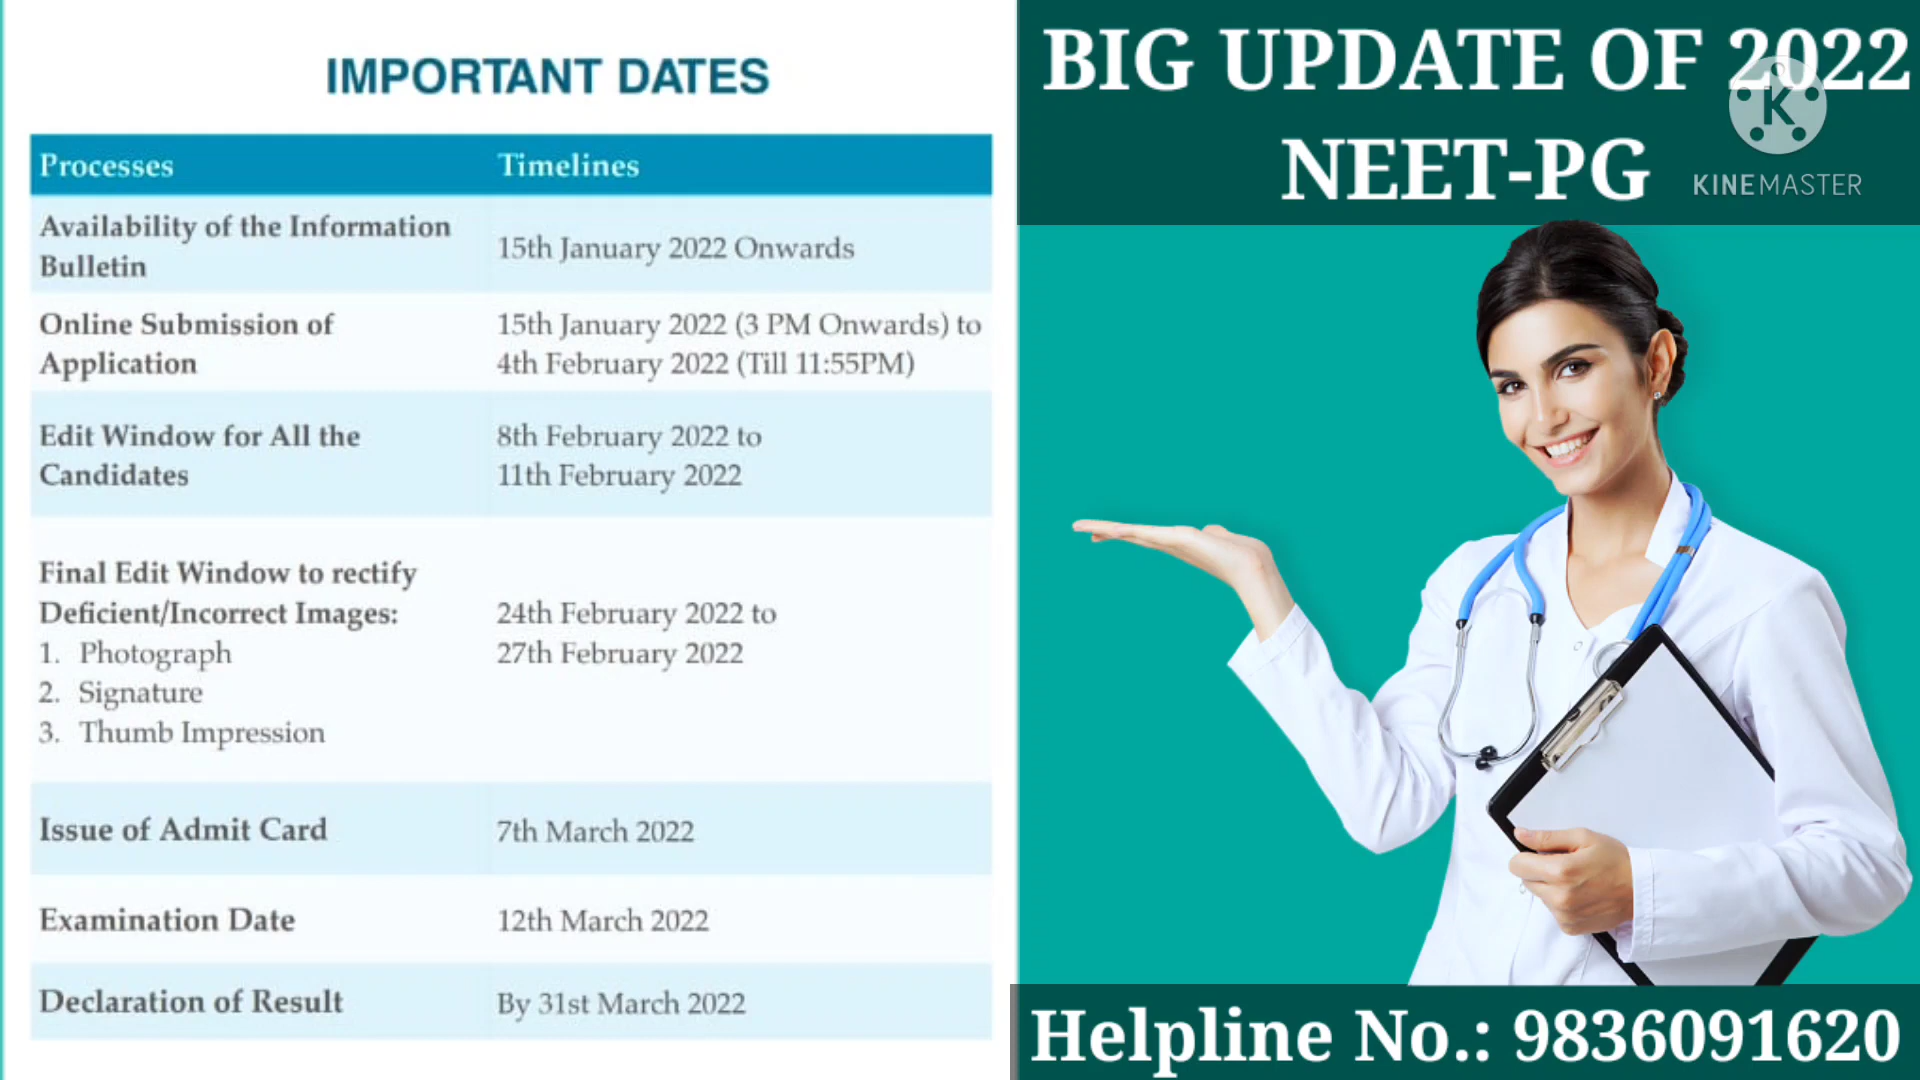 IMPORTANT DATES
Processes Timelines
Availability of the Information
Bulletin
15th January 2022 Onwards
Online Submission of
Application
15th January 2022 (3 PM Onwards) to
4th February 2022 (Till 11:55PM)
Edit Window for All the
Candidates
8th February 2022 to
11th February 2022
Final Edit Window to rectify
Deficient/Incorrect Images:
1. Photograph
2. Signature
3. Thumb Impression
24th February 2022 to
27th February 2022
Issue of Admit Card
7th March 2022
Examination Date
12th March 2022
Declaration of Result
By 31st March 2022
BIG UPDATE OF 2022
NEET-PG
K
KINEMASTER
Helpline No.: 9836091620